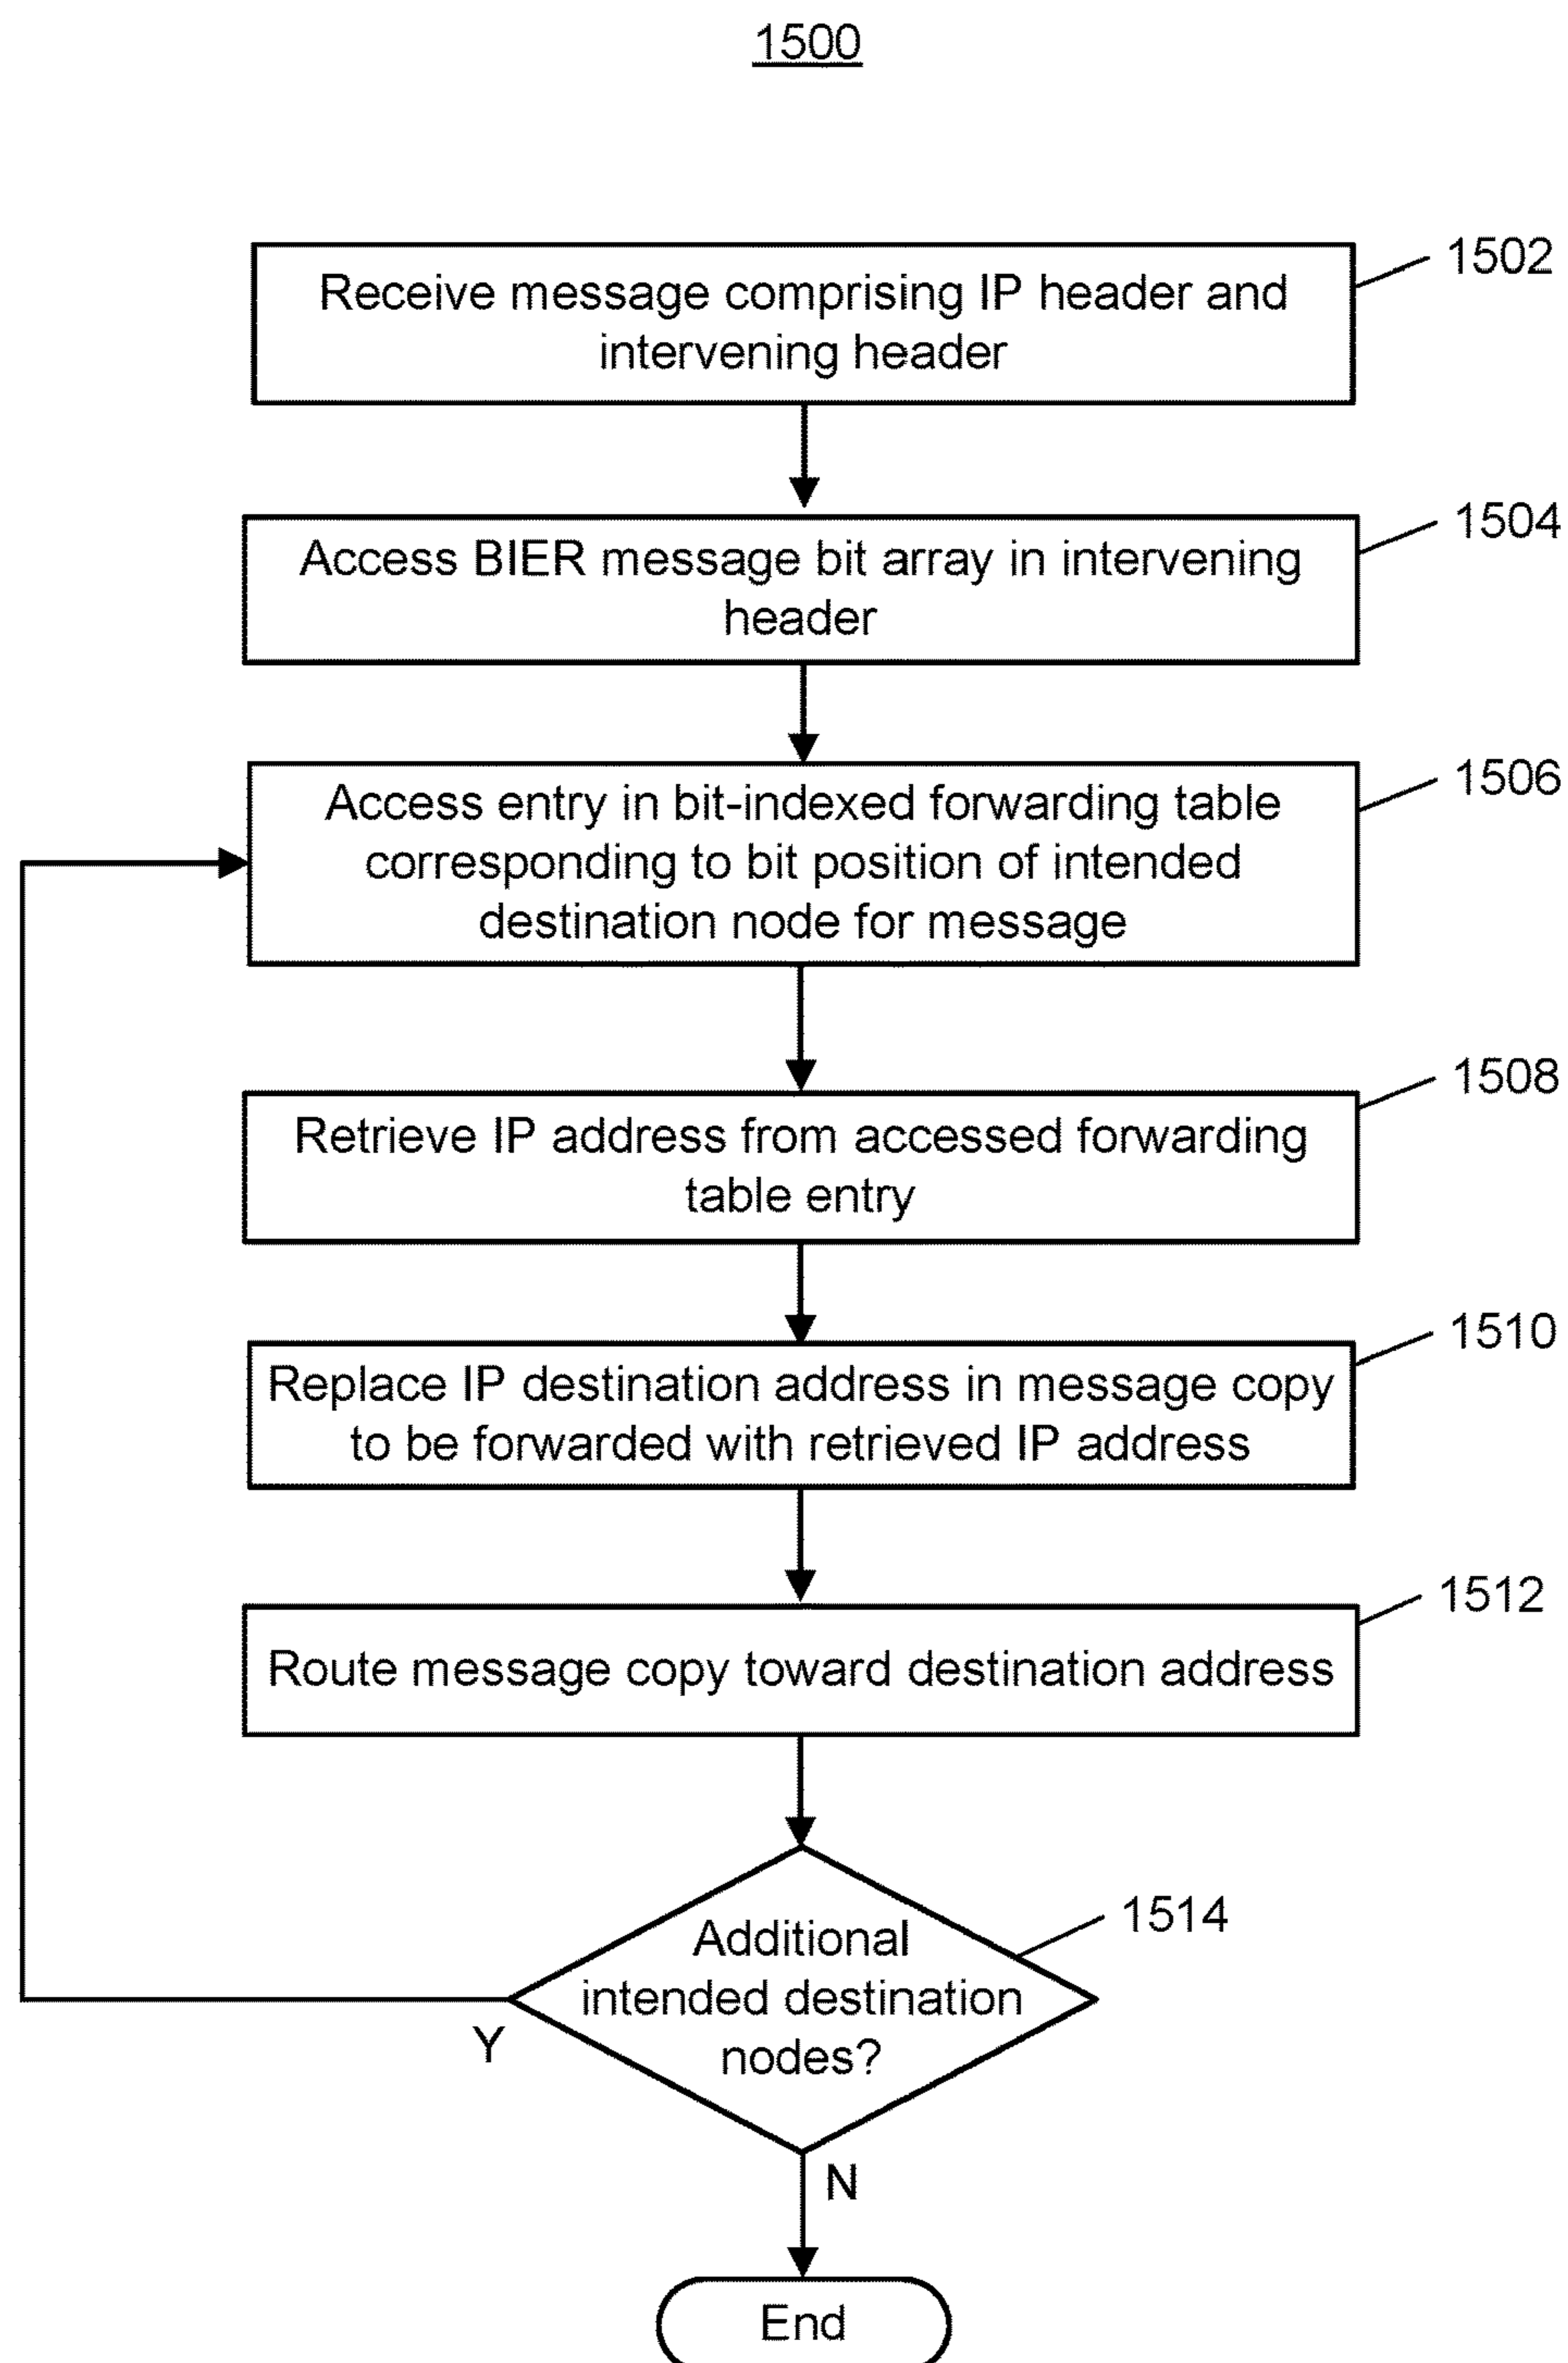 1500
Receive message comprising IP header and
intervening header
1502
Access BIER message bit array in intervening
header
1504
Access entry in bit-indexed forwarding table
corresponding to bit position of intended
destination node for message
1506
Retrieve IP address from accessed forwarding
table entry
1508
Replace IP destination address in message copy
to be forwarded with retrieved IP address
1510
Route message copy toward destination address
1512
Additional
intended destination
nodes?
1514
Y
N
End